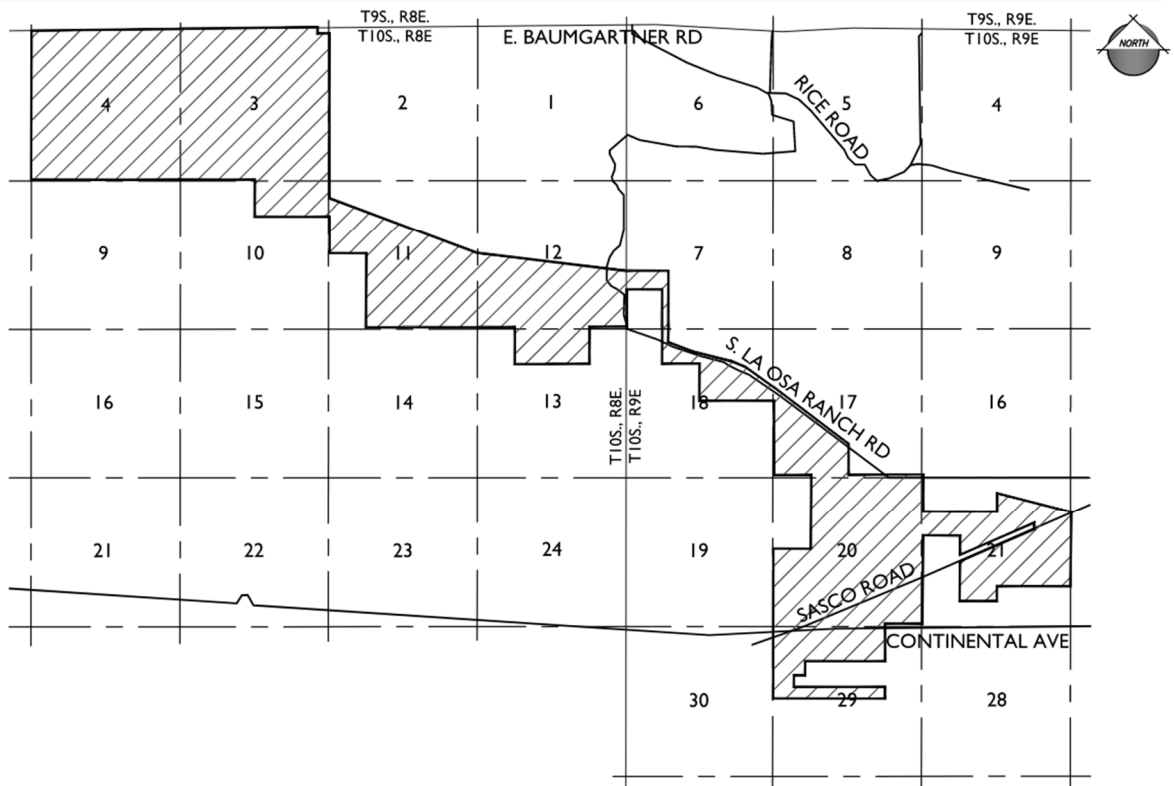 T9S., R8E.
T10S., R8E
E. BAUMGARTNER RD
T9S., R9E.
T10S., R9E
NORTH
4
3
2
1
6
5
4
RICE ROAD
9
10
11
12
7
8
9
S. LA OSA RANCH RD
16
15
14
13
T10S., R8E.
T10S., R9E
18
17
16
21
22
23
24
19
20
21
SASCO ROAD
CONTINENTAL AVE
30
29
28